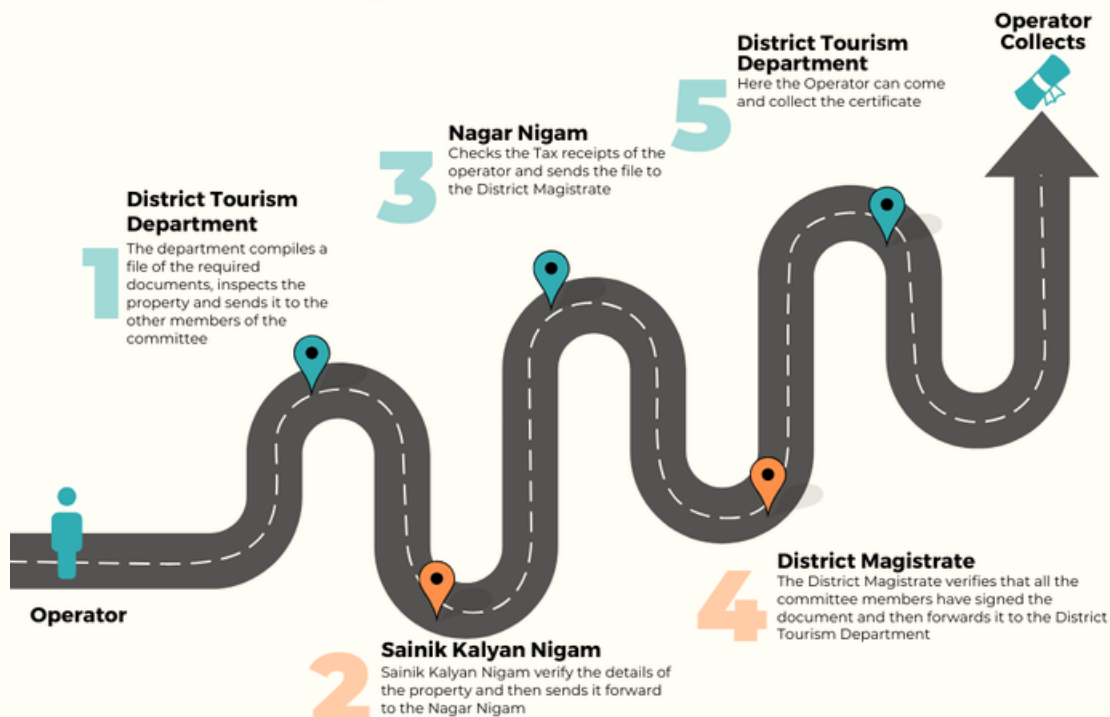 Operator
1
District Tourism
Department
The department compiles a
file of the required
documents, inspects the
property and sends it to the
other members of the
committee
2
Sainik Kalyan Nigam
Sainik Kalyan Nigam verify the details of
the property and then sends it forward
to the Nagar Nigam
3
Nagar Nigam
Checks the Tax receipts of the
operator and sends the file to
the District Magistrate
4
District Magistrate
The District Magistrate verifies that all the
committee members have signed the
document and then forwards it to the District
Tourism Department
5
District Tourism
Department
Here the Operator can come
and collect the certificate
Operator
Collects